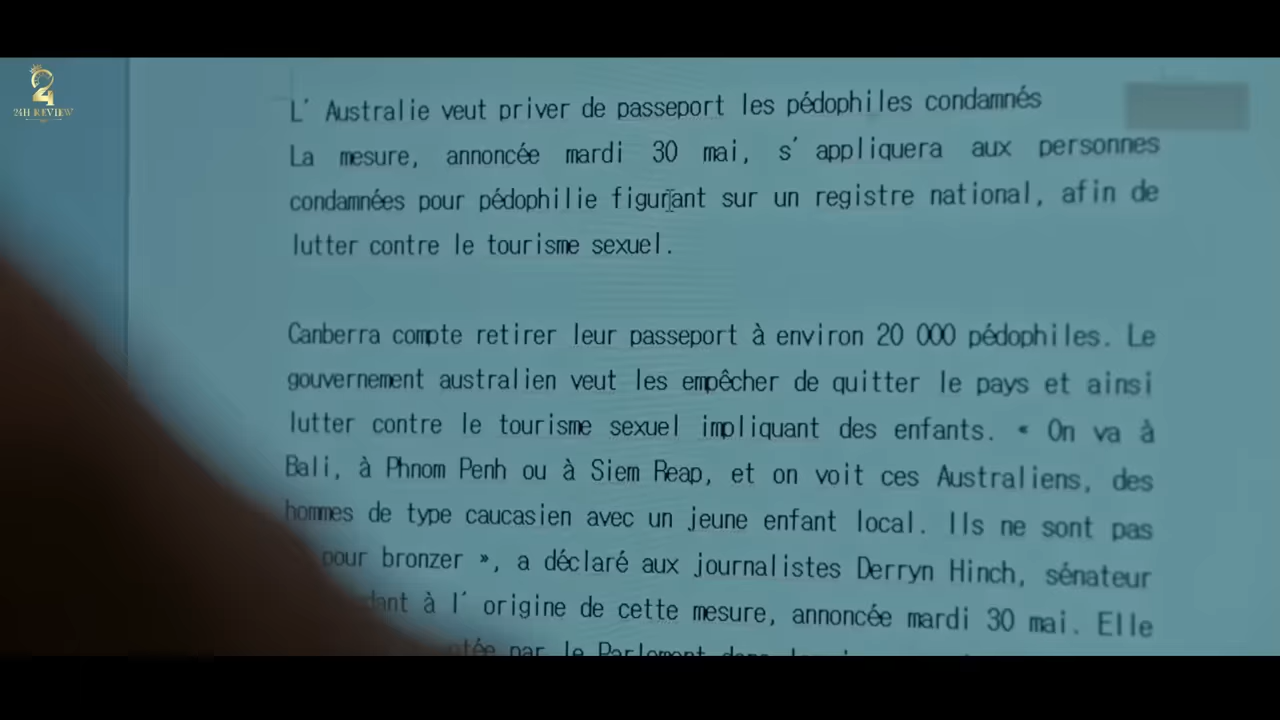 24H REVIEW
L' Australie veut priver de passeport les pédophiles condamnés
La mesure, annoncée mardi 30 mai, s' appliquera aux personnes
condamnées pour pédophilie figurant sur un registre national, afin de
lutter contre le tourisme sexuel.
Canberra compte retirer leur passeport à environ 20 000 pédophiles. Le
gouvernement australien veut les empêcher de quitter le pays et ainsi
lutter contre le tourisme sexuel impliquant des enfants. « On va à
Bali, à Phnom Penh ou à Siem Reap, et on voit ces Australiens, des
hommes de type caucasien avec un jeune enfant local. Ils ne sont pas
pour bronzer », a déclaré aux journalistes Derryn Hinch, sénateur
à l' origine de cette mesure, annoncée mardi 30 mai. Elle
par le